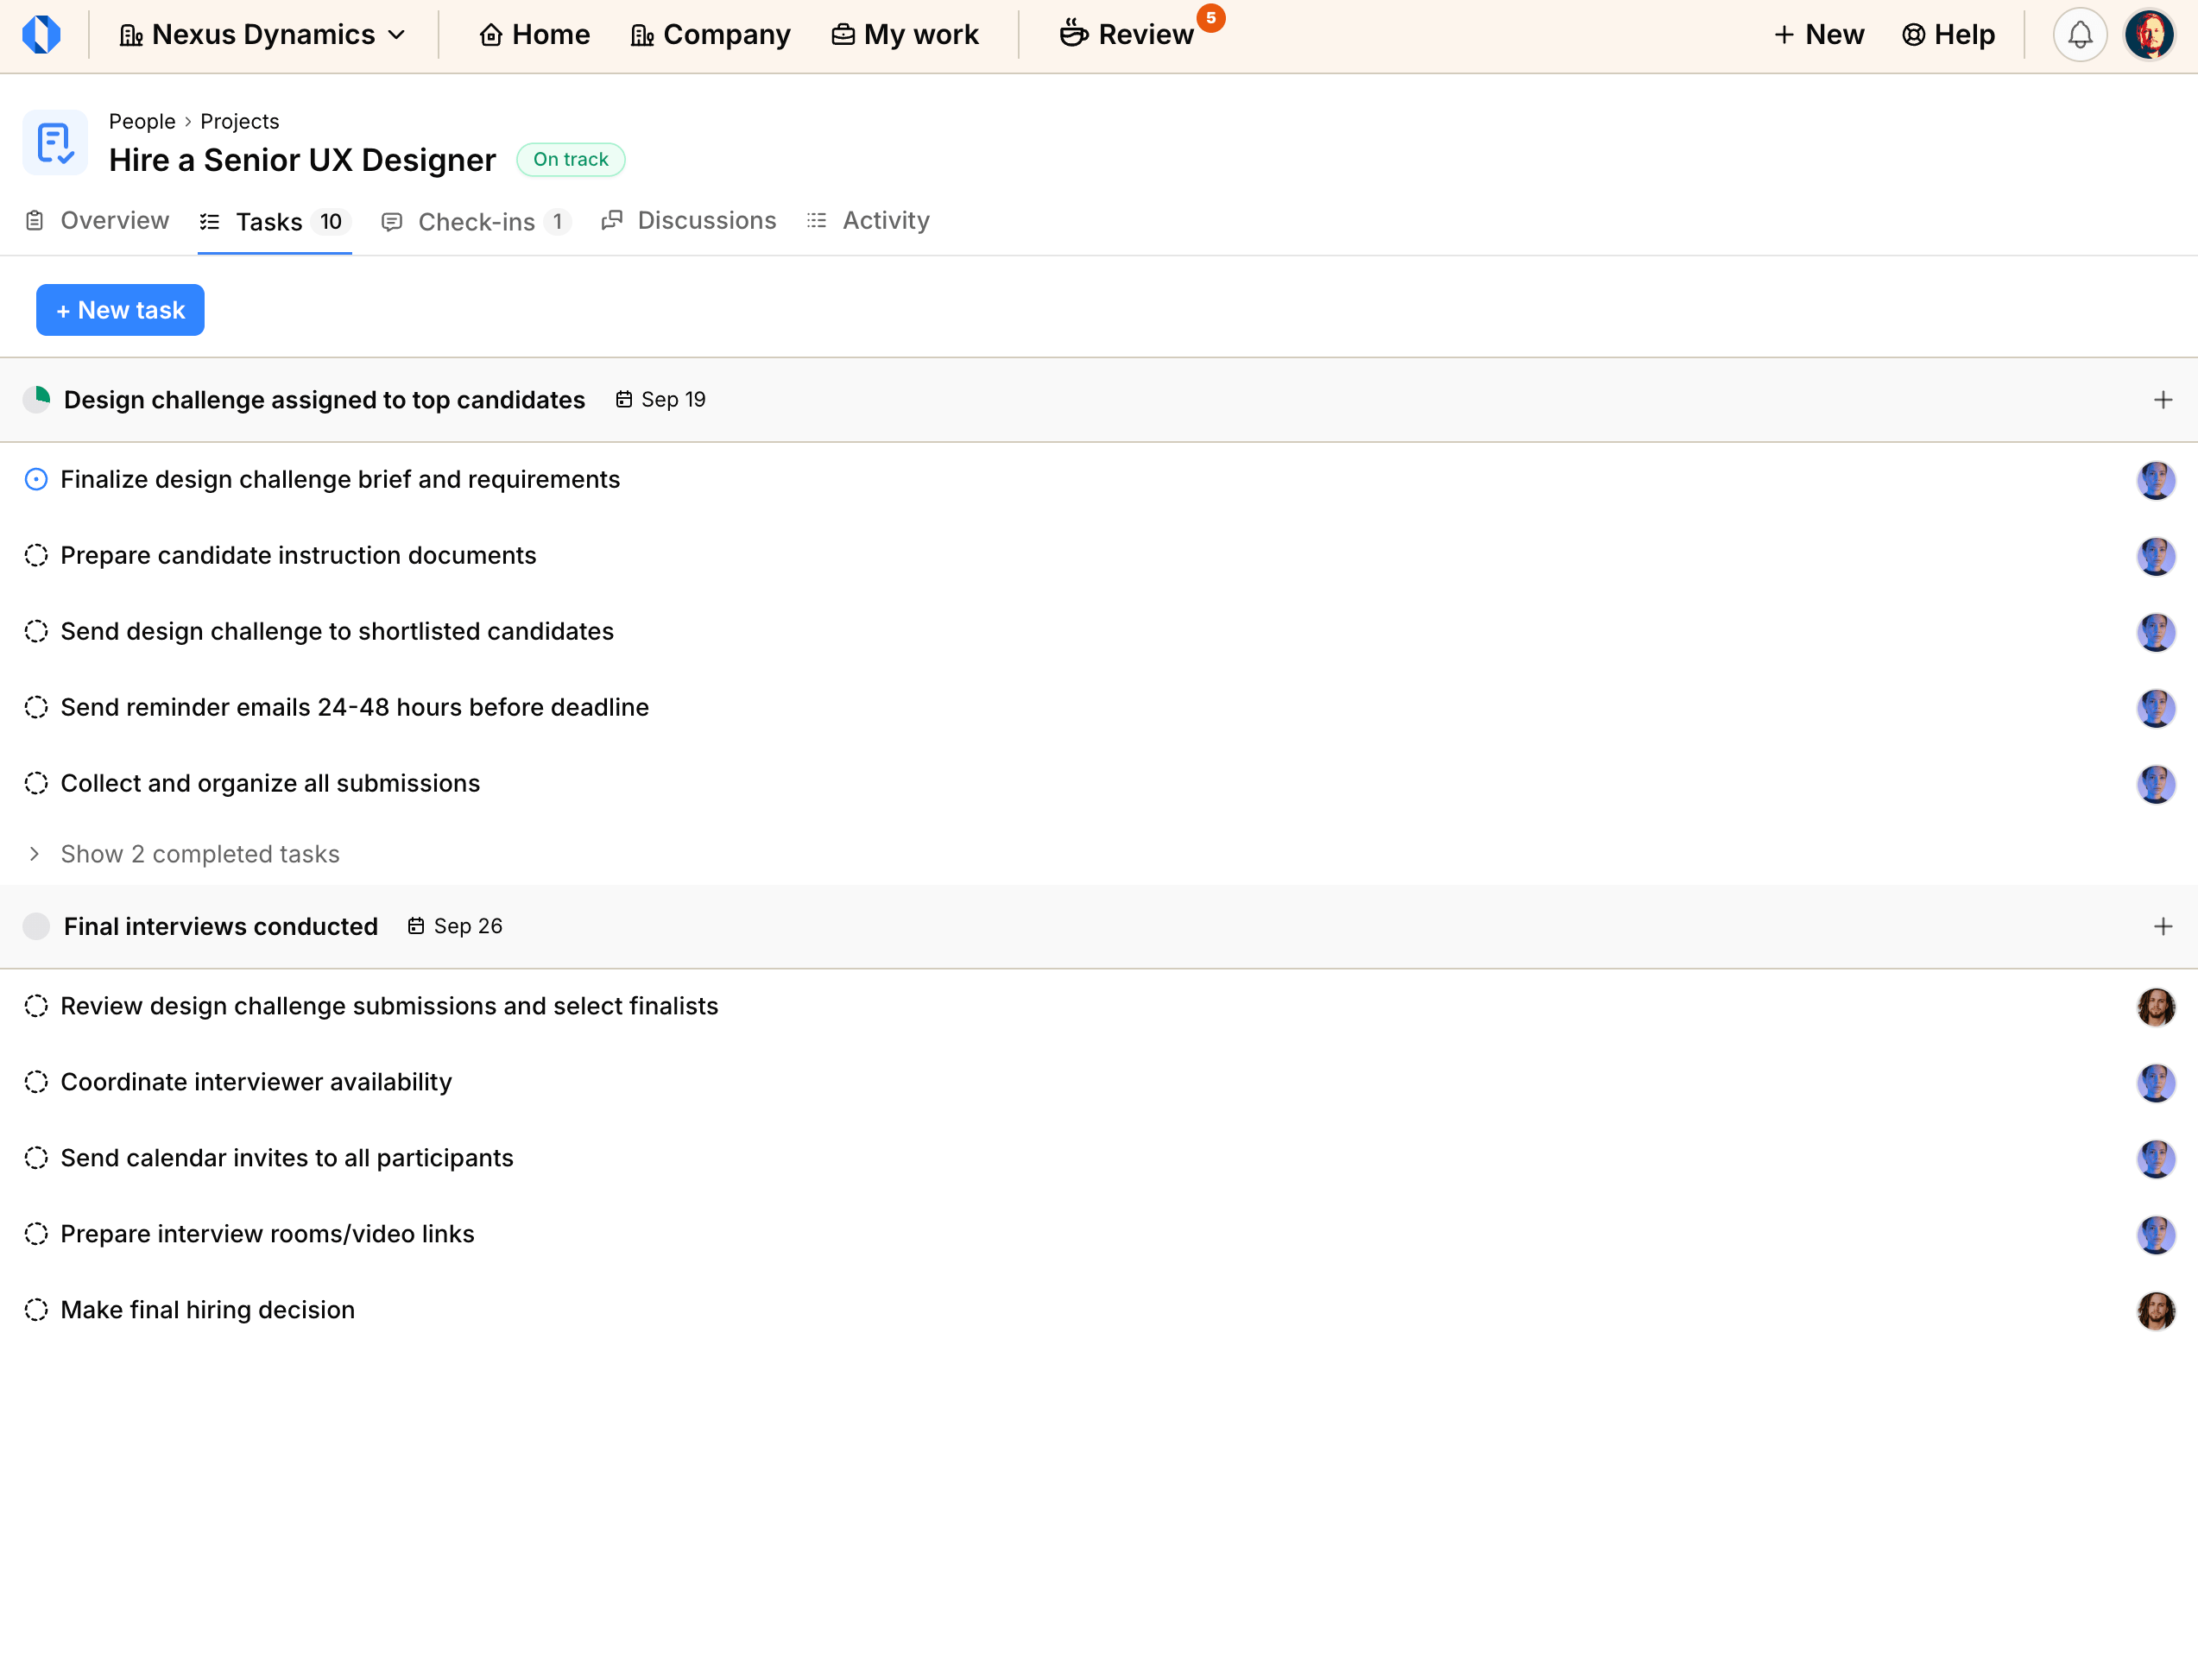 Nexus Dynamics Home Company My work Review 5 New Help
People › Projects
Hire a Senior UX Designer On track
Overview Tasks 10 Check-ins 1 Discussions Activity
+ New task
Design challenge assigned to top candidates Sep 19
Finalize design challenge brief and requirements
Prepare candidate instruction documents
Send design challenge to shortlisted candidates
Send reminder emails 24-48 hours before deadline
Collect and organize all submissions
Show 2 completed tasks
Final interviews conducted Sep 26
Review design challenge submissions and select finalists
Coordinate interviewer availability
Send calendar invites to all participants
Prepare interview rooms/video links
Make final hiring decision